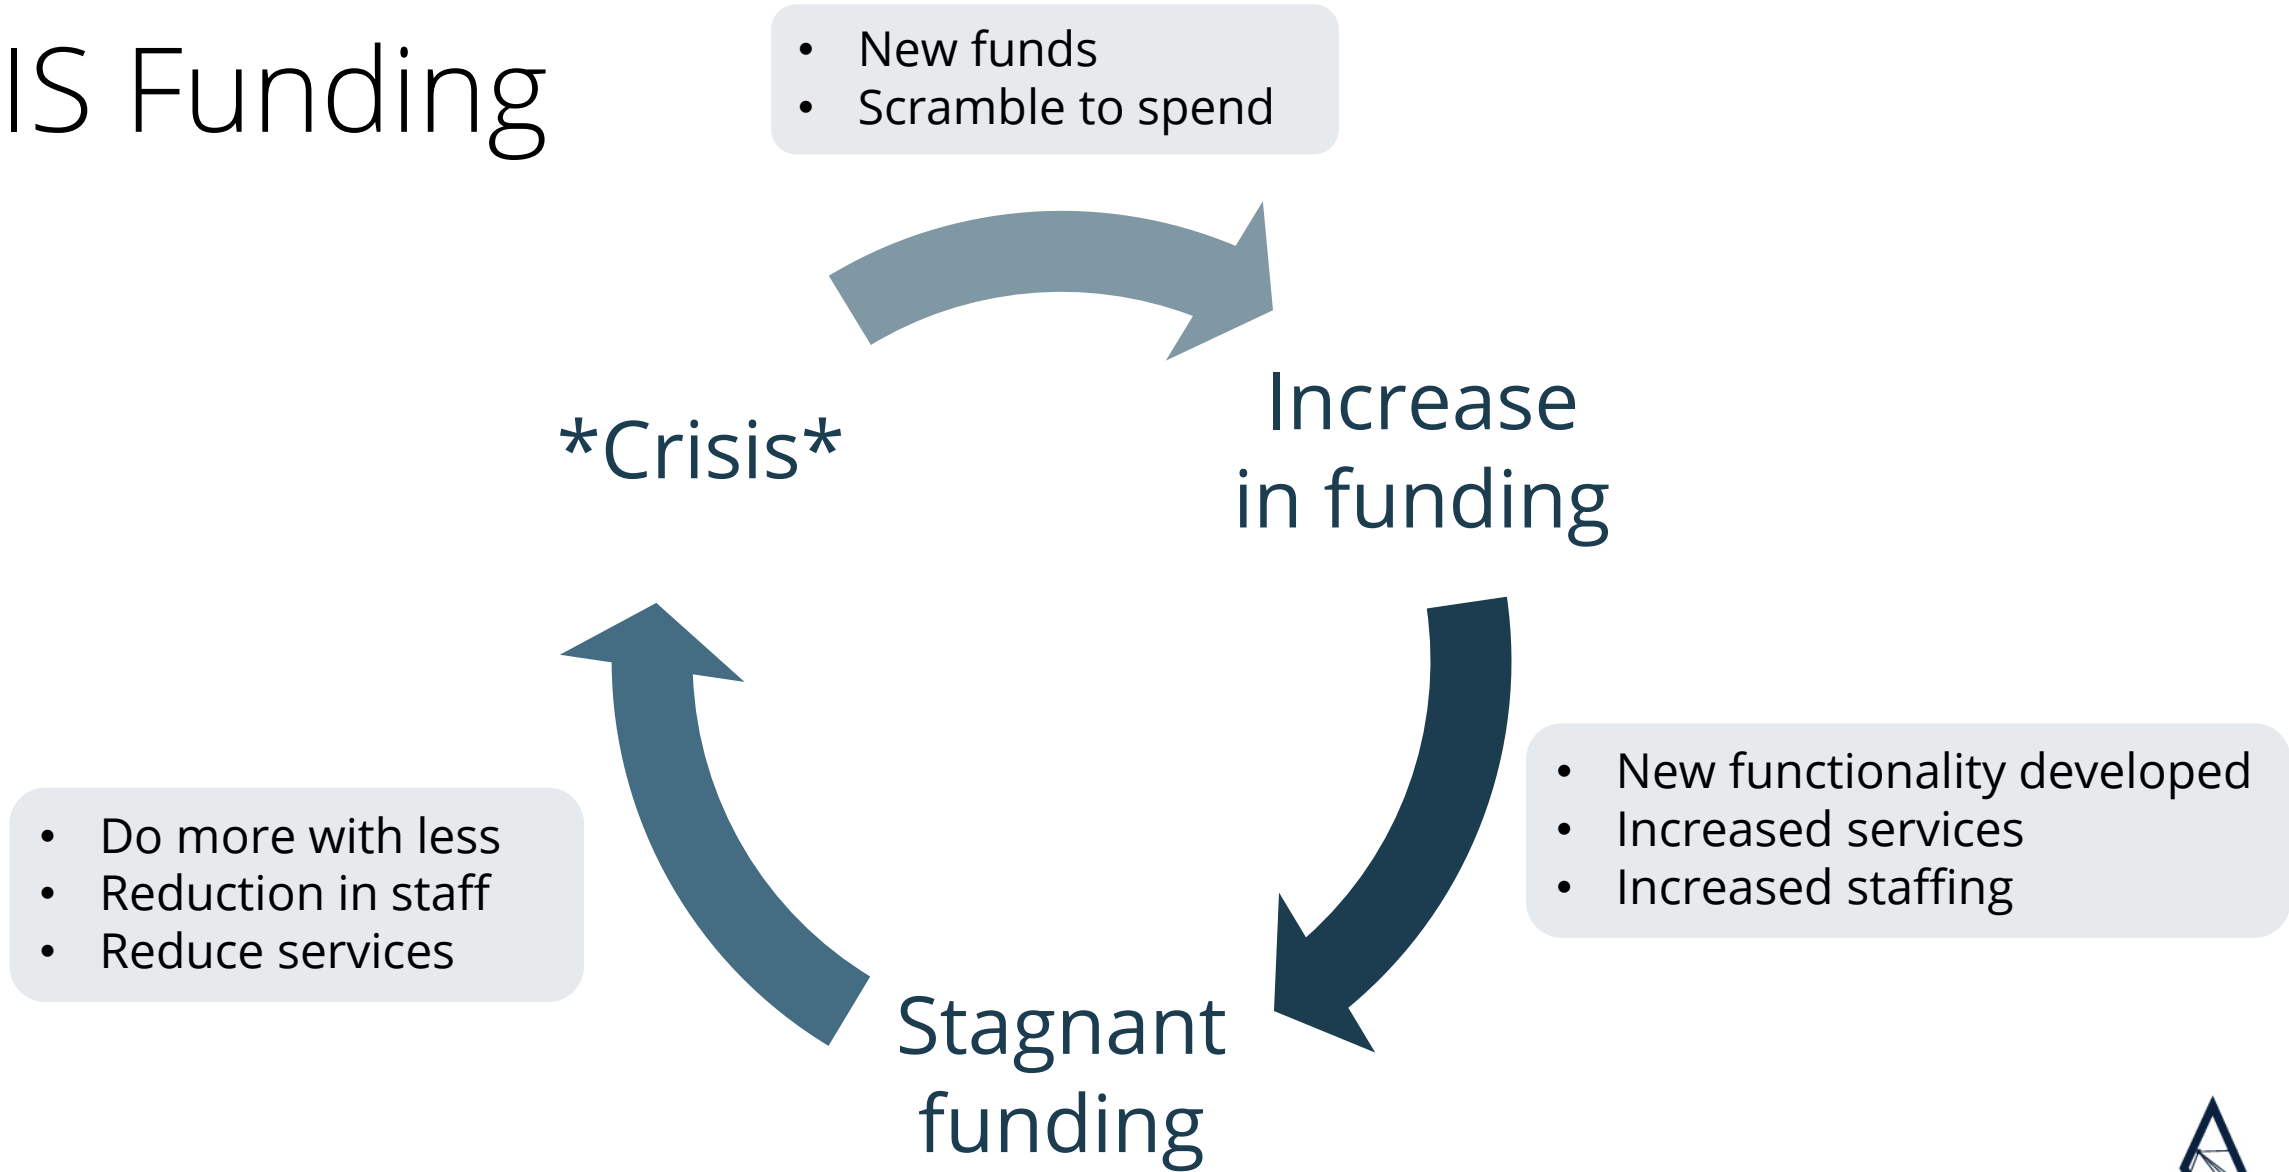 IS Funding
• New funds
• Scramble to spend
*Crisis*
Increase
in funding
• New functionality developed
• Increased services
• Increased staffing
• Do more with less
• Reduction in staff
• Reduce services
Stagnant
funding